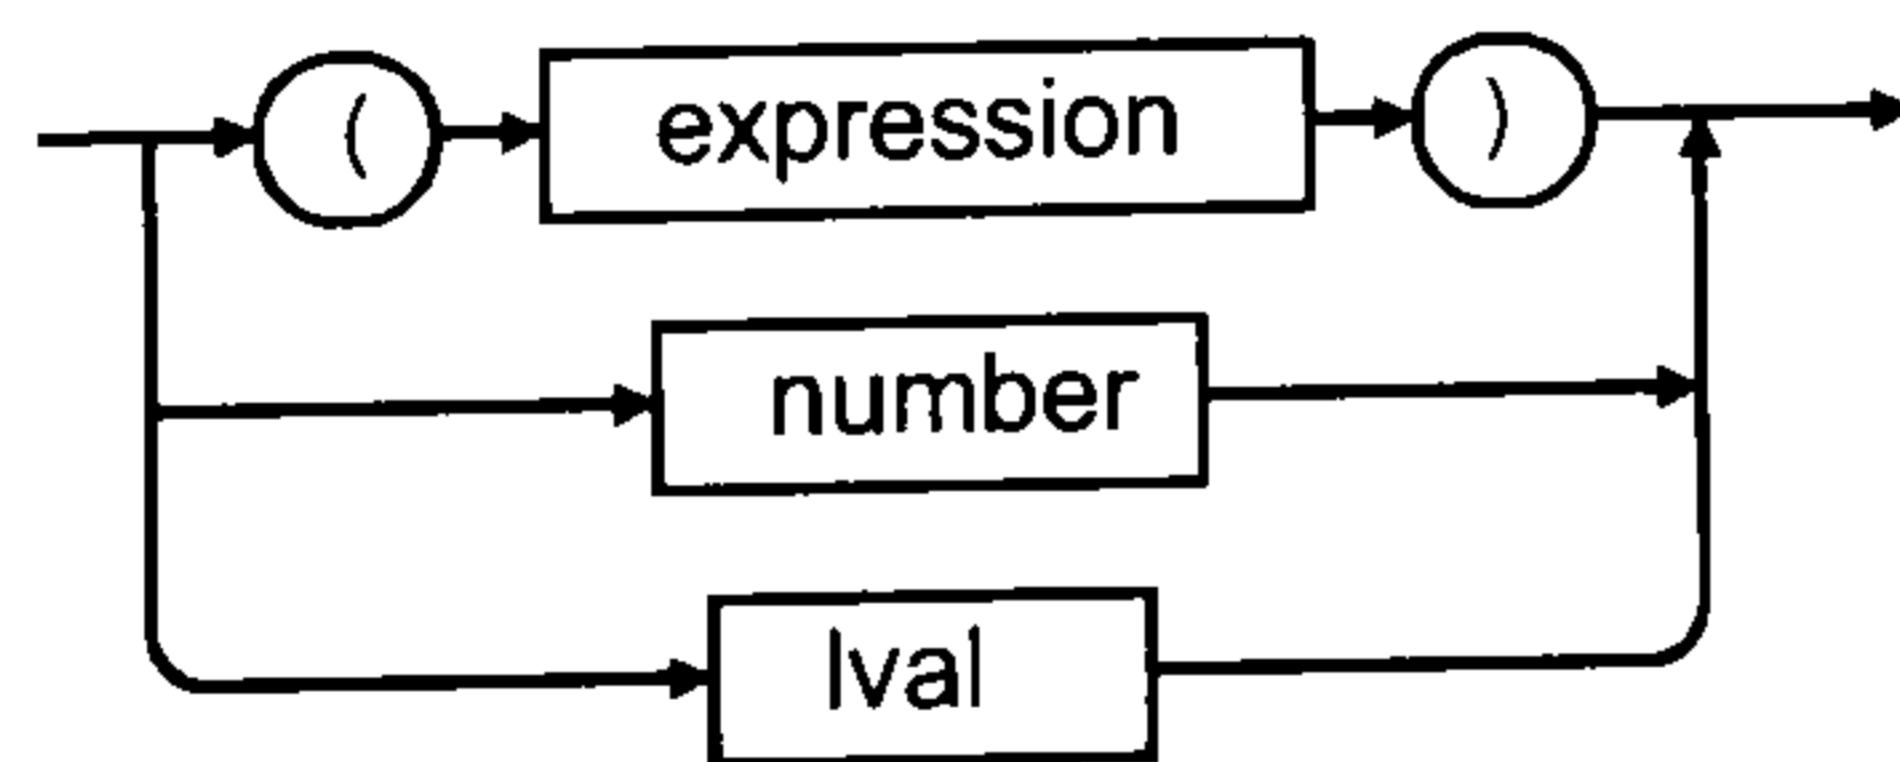 ( expression )
number
lval